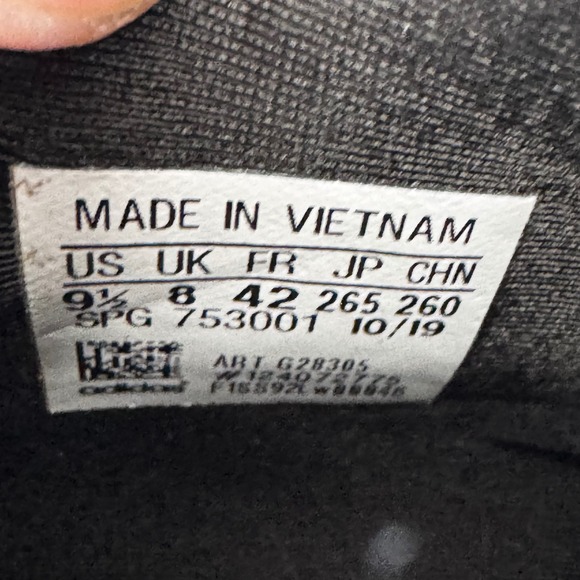 MADE IN VIETNAM
US UK FR JP CHN
9½ 8 42 265 260
SPG 753001 10/19
ART G28305
adidas